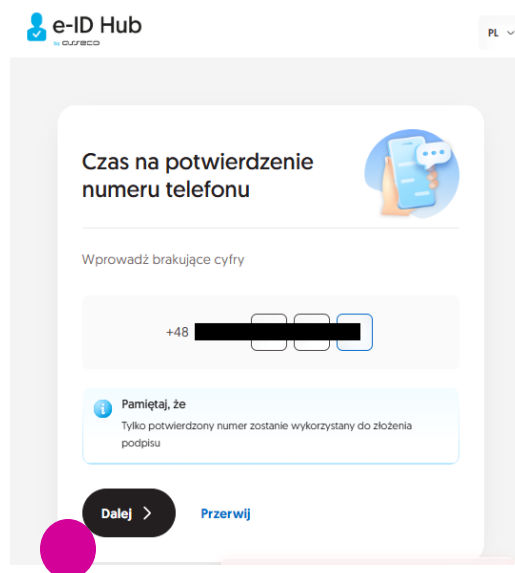 e-ID Hub
by asseco
PL
Czas na potwierdzenie
numeru telefonu
Wprowadź brakujące cyfry
+48
Pamiętaj, że
Tylko potwierdzony numer zostanie wykorzystany do złożenia
podpisu
Dalej
Przerwij